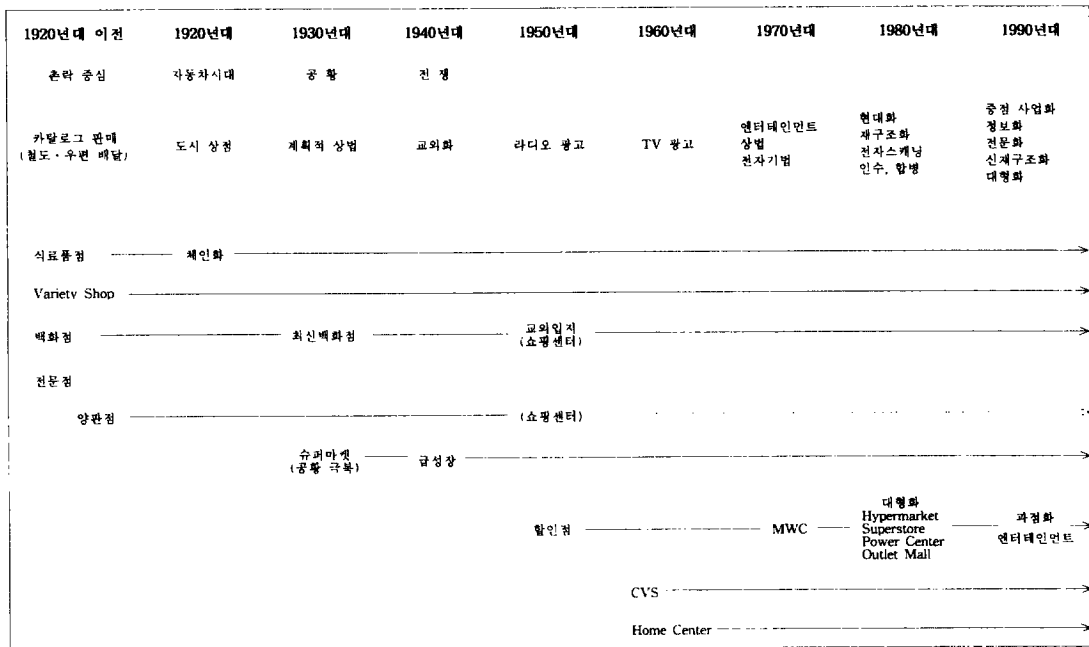 1920년대 이전 1920년대 1930년대 1940년대 1950년대 1960년대 1970년대 1980년대 1990년대
촌락 중심 자동차시대 공 황 전 쟁
카탈로그 판매
(철도·우편 배달)
도시 상점
계획적 상법
교외화
라디오 광고
TV 광고
엔터테인먼트
상법
전자기법
현대화
재구조화
전자스캐닝
인수, 합병
중점 사업화
정보화
전문화
신재구조화
대형화
식료품점 체인화
Variety Shop
백화점 최신백화점 교외입지
(쇼핑센터)
전문점
양판점 (쇼핑센터)
슈퍼마켓
(공황 극복)
급성장
할인점 MWC
대형화
Hypermarket
Superstore
Power Center
Outlet Mall
과점화
엔터테인먼트
CVS
Home Center